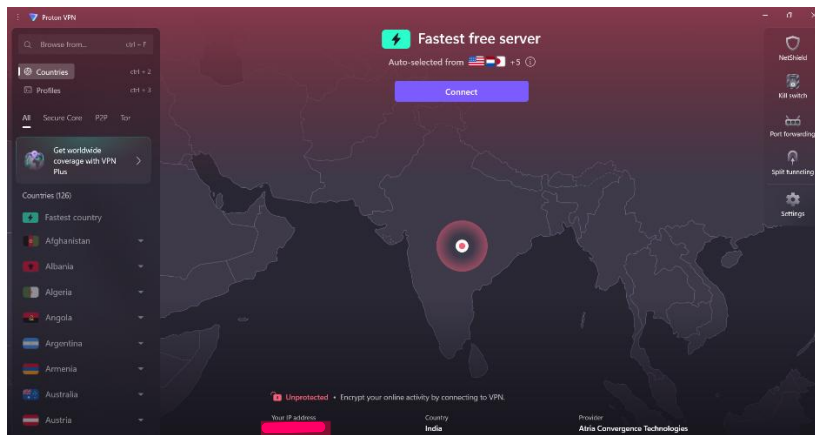 Proton VPN
Fastest free server
Auto-selected from +5
Connect
Browse from... ctrl + F
Countries ctrl + 2
Profiles ctrl + 3
All Secure Core P2P Tor
Get worldwide
coverage with VPN
Plus
Countries (126)
Fastest country
Afghanistan
Albania
Algeria
Angola
Argentina
Armenia
Australia
Austria
NetShield
Kill switch
Port forwarding
Split tunneling
Settings
Unprotected • Encrypt your online activity by connecting to VPN.
Your IP address Country Provider
India Atria Convergence Technologies